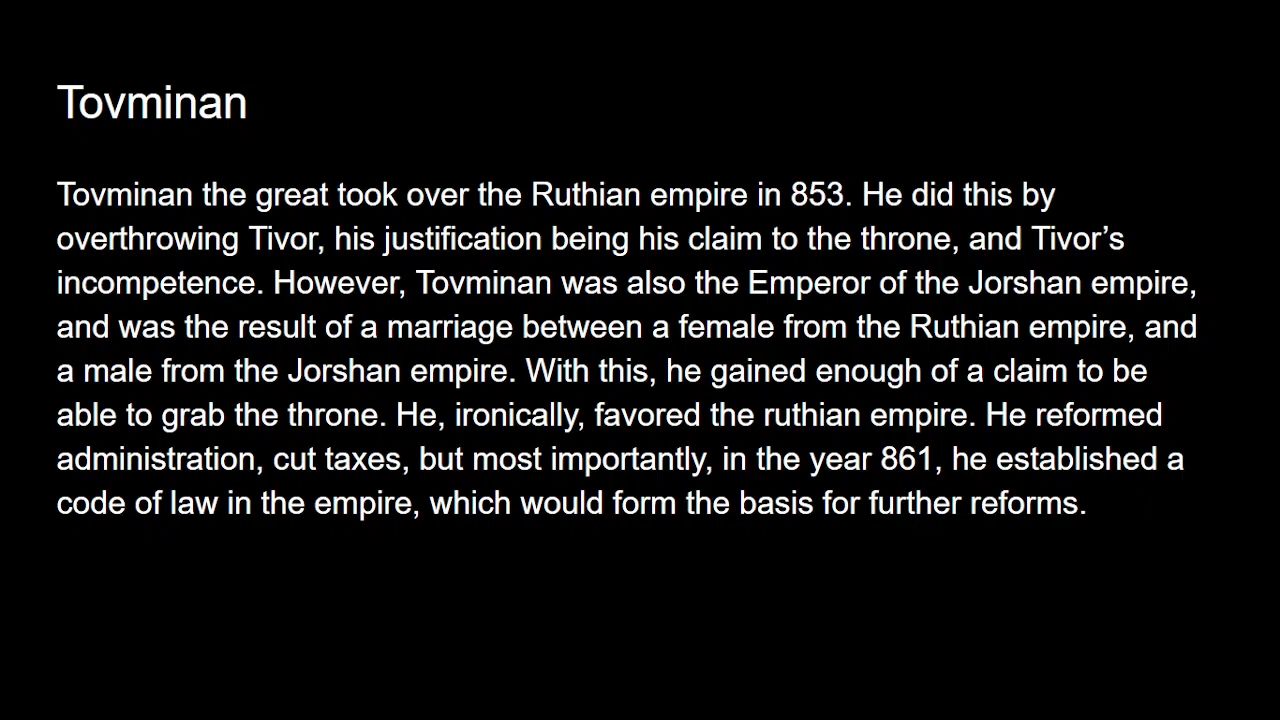 Tovminan
Tovminan the great took over the Ruthian empire in 853. He did this by
overthrowing Tivor, his justification being his claim to the throne, and Tivor’s
incompetence. However, Tovminan was also the Emperor of the Jorshan empire,
and was the result of a marriage between a female from the Ruthian empire, and
a male from the Jorshan empire. With this, he gained enough of a claim to be
able to grab the throne. He, ironically, favored the ruthian empire. He reformed
administration, cut taxes, but most importantly, in the year 861, he established a
code of law in the empire, which would form the basis for further reforms.